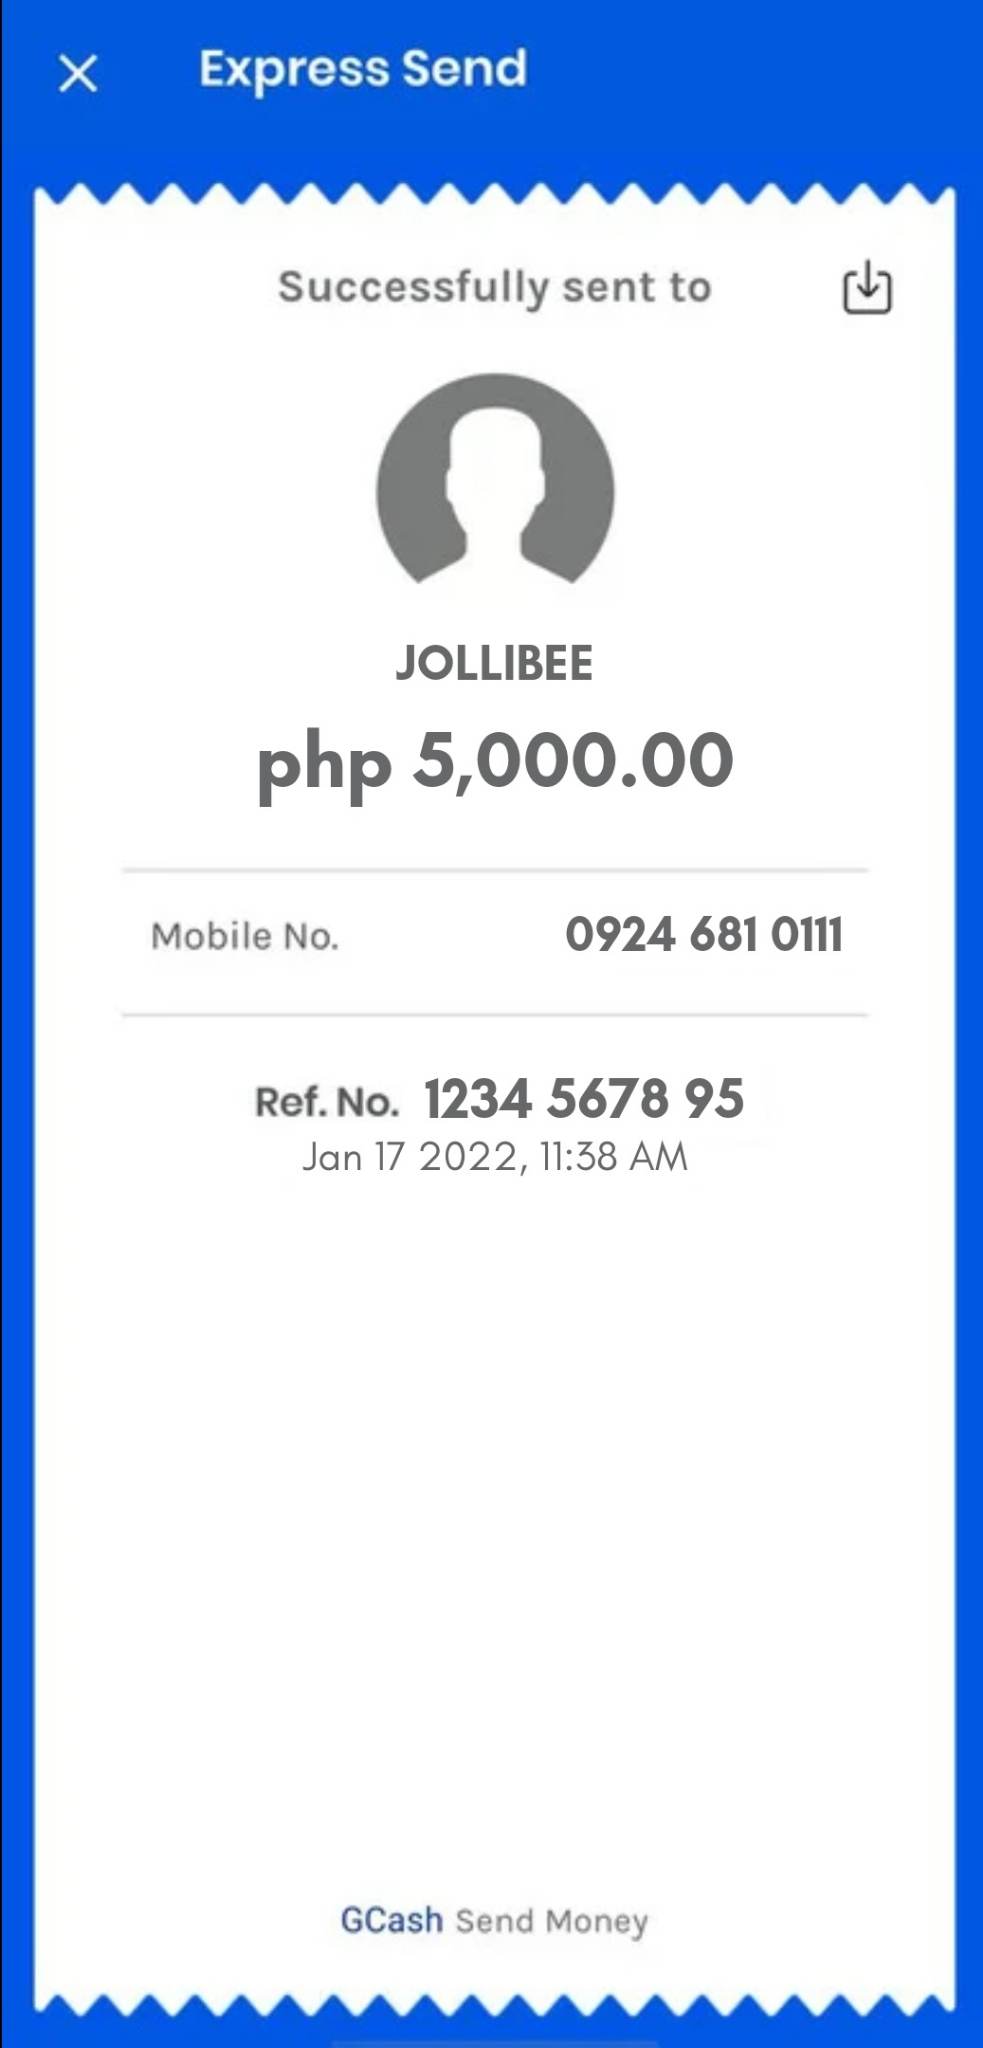 Express Send
Successfully sent to
JOLLIBEE
php 5,000.00
Mobile No. 0924 681 0111
Ref. No. 1234 5678 95
Jan 17 2022, 11:38 AM
GCash Send Money